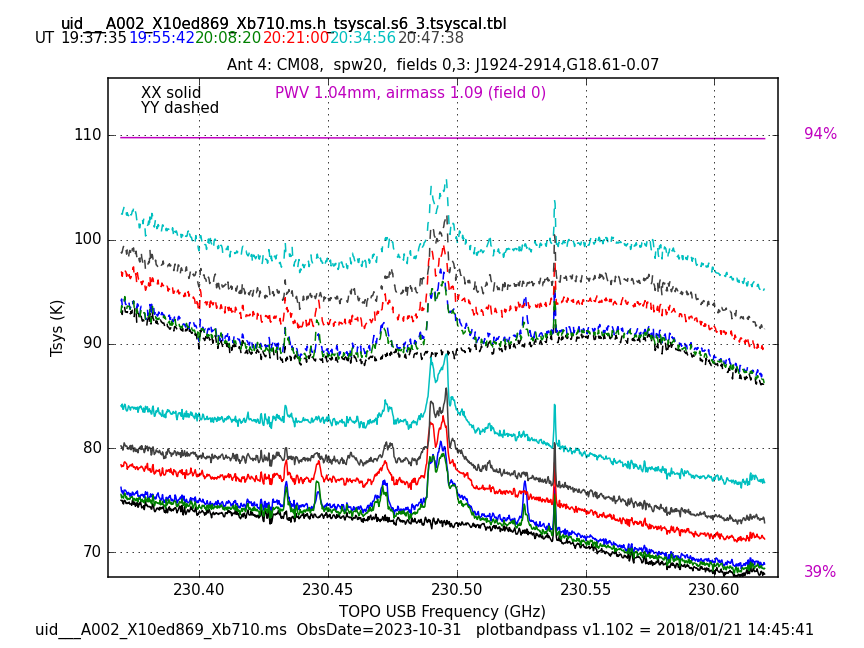 uid___A002_X10ed869_Xb710.ms.h_tsyscal.s6_3.tsyscal.tbl
UT 19:37:35 19:55:42 20:08:20 20:21:00 20:34:56 20:47:38
Ant 4: CM08, spw20, fields 0,3: J1924-2914,G18.61-0.07
XX solid PWV 1.04mm, airmass 1.09 (field 0)
YY dashed
110 94%
100
90
Tsys (K)
80
70
39%
230.40 230.45 230.50 230.55 230.60
TOPO USB Frequency (GHz)
uid___A002_X10ed869_Xb710.ms ObsDate=2023-10-31 plotbandpass v1.102 = 2018/01/21 14:45:41